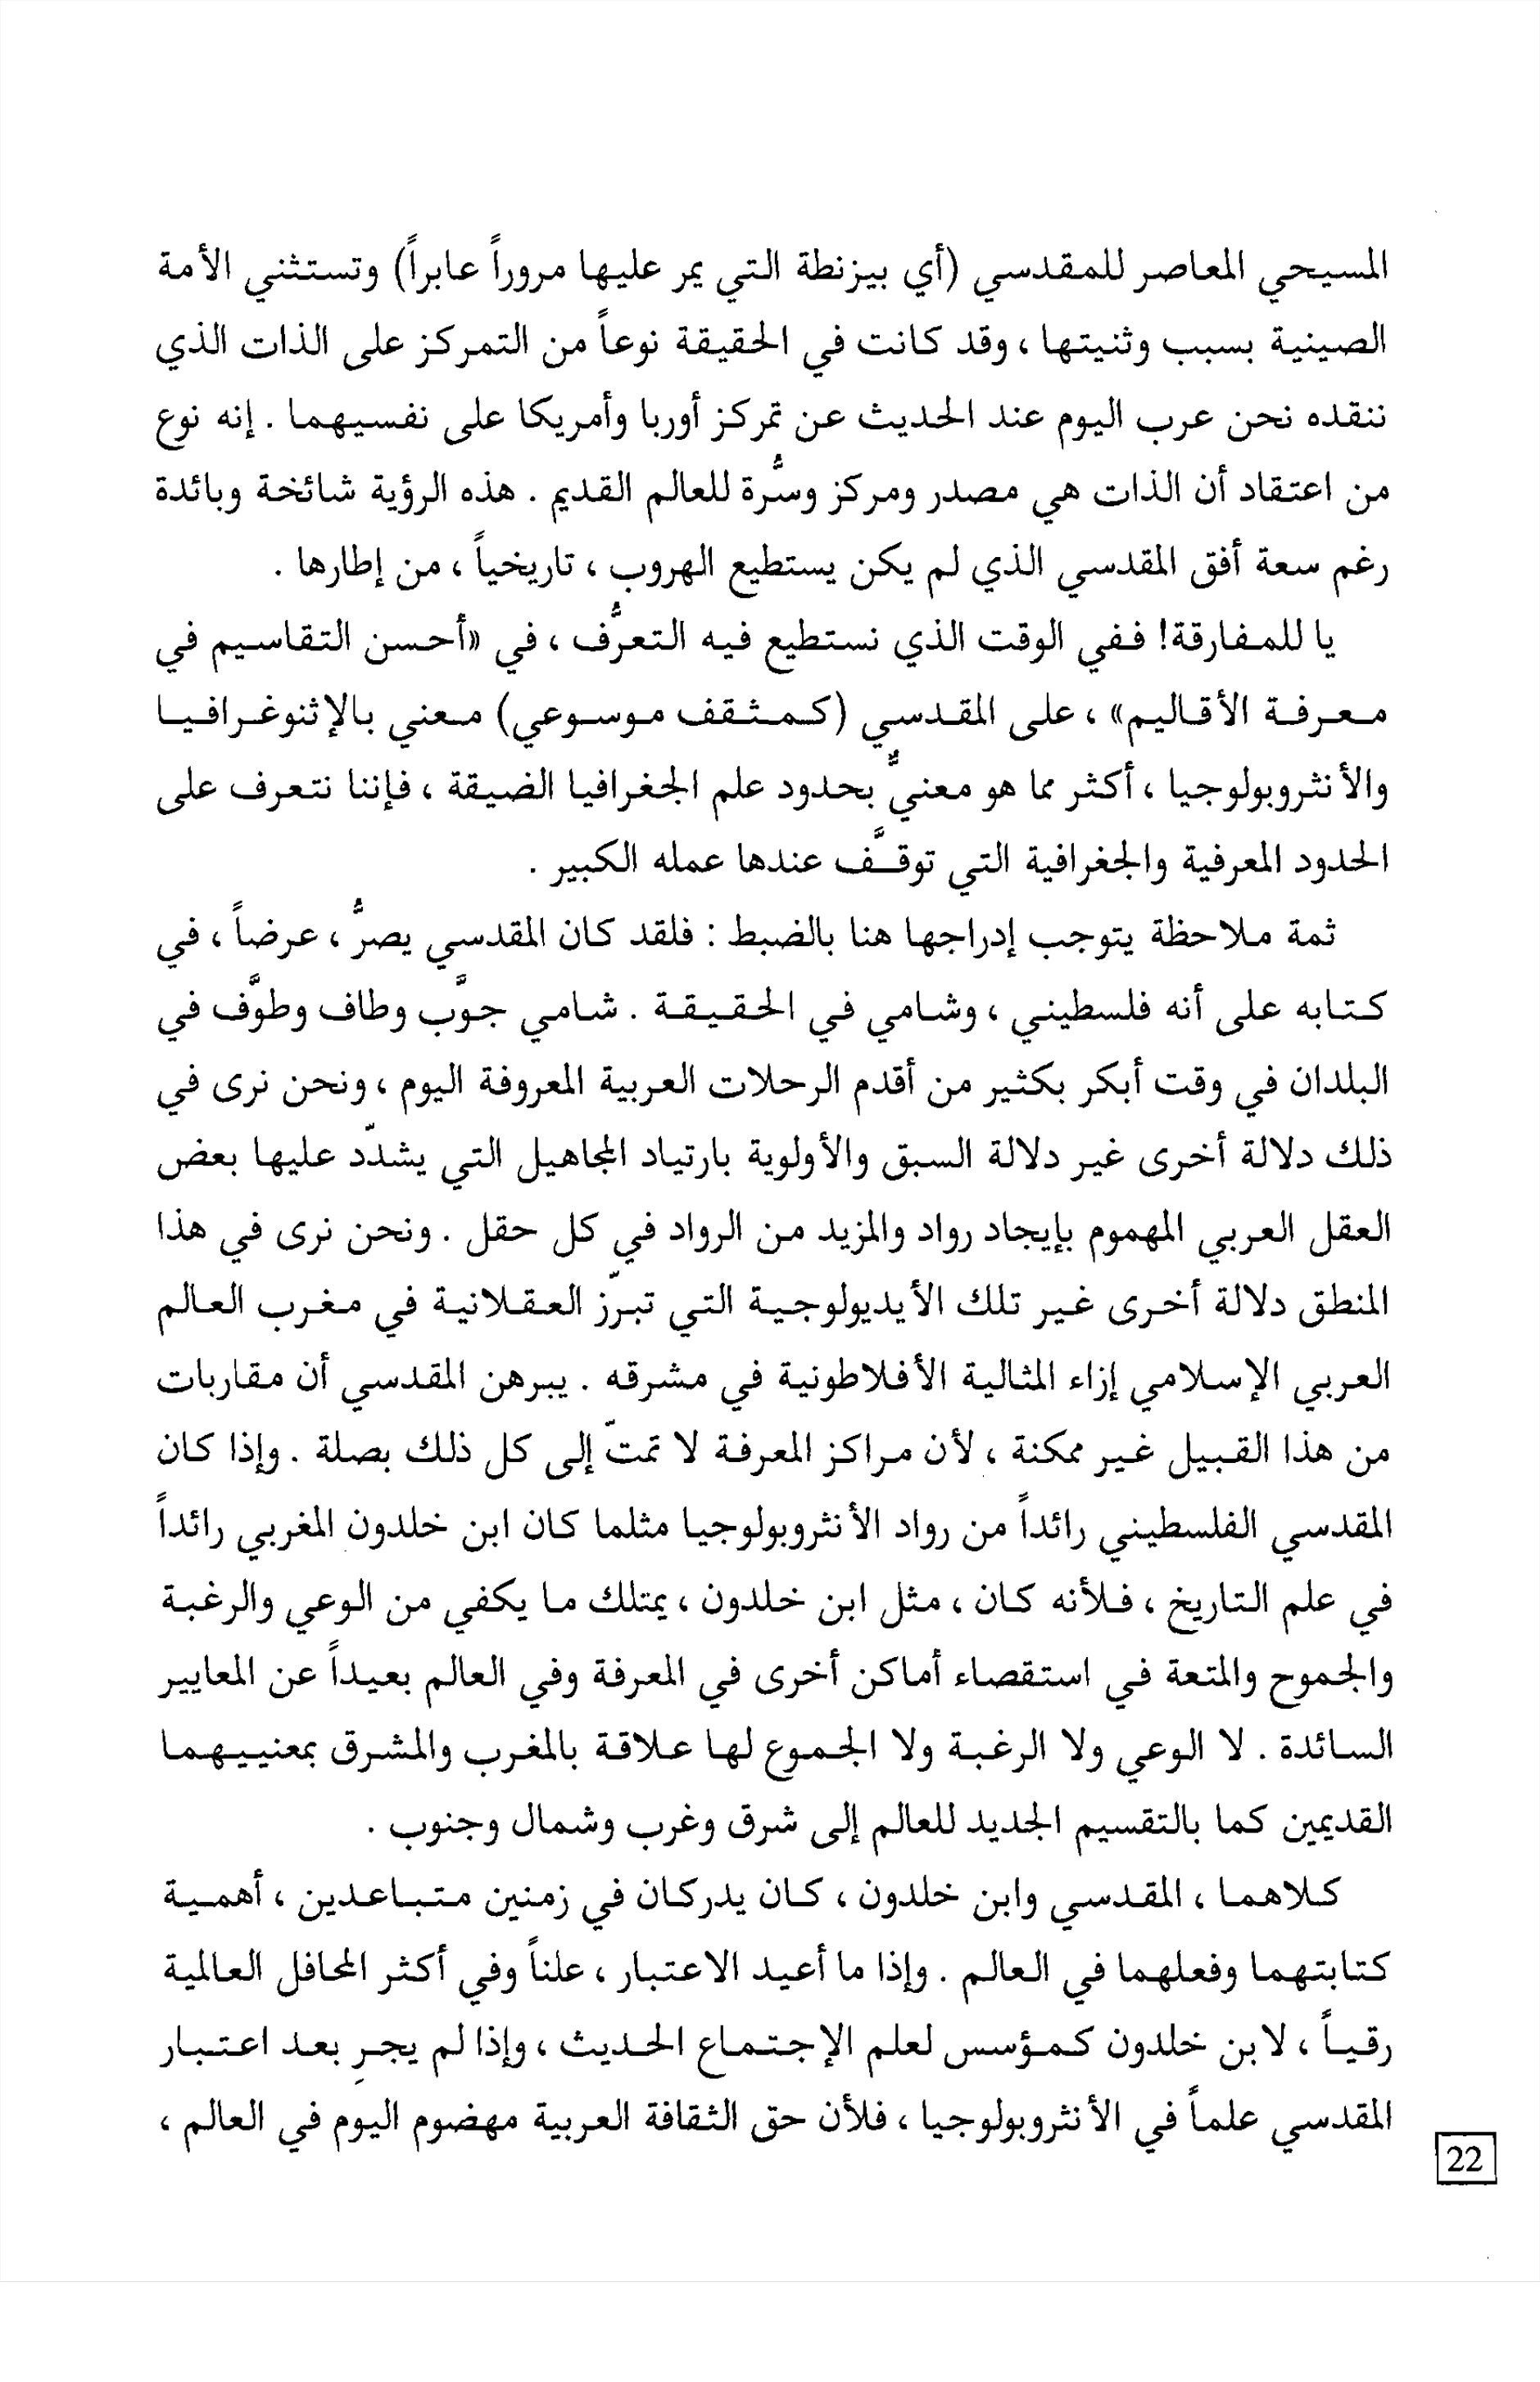 المسيحي المعاصر للمقدسي (أي بيزنطة التي يمر عليها مروراً عابراً) وتستثني الأمة
الصينية بسبب وثنيتها ، وقد كانت في الحقيقة نوعاً من التمركز على الذات الذي
ننقده نحن عرب اليوم عند الحديث عن تمركز أوربا وأمريكا على نفسيهما . إنه نوع
من اعتقاد أن الذات هي مصدر ومركز وسُرة للعالم القديم . هذه الرؤية شائخة وبائدة
رغم سعة أفق المقدسي الذي لم يكن يستطيع الهروب ، تاريخياً ، من إطارها .
يا للمفارقة! ففي الوقت الذي نستطيع فيه التعرُّف ، في «أحسن التقاسيم في
معرفة الأقاليم» ، على المقدسي (كمثقف موسوعي) معني بالإثنوغرافيا
والأنثروبولوجيا ، أكثر مما هو معنيٌّ بحدود علم الجغرافيا الضيقة ، فإننا نتعرف على
الحدود المعرفية والجغرافية التي توقَّف عندها عمله الكبير .
ثمة ملاحظة يتوجب إدراجها هنا بالضبط : فلقد كان المقدسي يصرُّ ، عرضاً ، في
كتابه على أنه فلسطيني ، وشامي في الحقيقة . شامي جوَّب وطاف وطوَّف في
البلدان في وقت أبكر بكثير من أقدم الرحلات العربية المعروفة اليوم ، ونحن نرى في
ذلك دلالة أخرى غير دلالة السبق والأولوية بارتياد المجاهيل التي يشدّد عليها بعض
العقل العربي المهموم بإيجاد رواد والمزيد من الرواد في كل حقل . ونحن نرى في هذا
المنطق دلالة أخرى غير تلك الأيديولوجية التي تبرّز العقلانية في مغرب العالم
العربي الإسلامي إزاء المثالية الأفلاطونية في مشرقه . يبرهن المقدسي أن مقاربات
من هذا القبيل غير ممكنة ، لأن مراكز المعرفة لا تمتّ إلى كل ذلك بصلة . وإذا كان
المقدسي الفلسطيني رائداً من رواد الأنثروبولوجيا مثلما كان ابن خلدون المغربي رائداً
في علم التاريخ ، فلأنه كان ، مثل ابن خلدون ، يمتلك ما يكفي من الوعي والرغبة
والجموح والمتعة في استقصاء أماكن أخرى في المعرفة وفي العالم بعيداً عن المعايير
السائدة . لا الوعي ولا الرغبة ولا الجموع لها علاقة بالمغرب والمشرق بمعنييهما
القديمين كما بالتقسيم الجديد للعالم إلى شرق وغرب وشمال وجنوب .
كلاهما ، المقدسي وابن خلدون ، كان يدركان في زمنين متباعدين ، أهمية
كتابتهما وفعلهما في العالم . وإذا ما أعيد الاعتبار ، علناً وفي أكثر المحافل العالمية
رقياً ، لابن خلدون كمؤسس لعلم الإجتماع الحديث ، وإذا لم يجرِ بعد اعتبار
المقدسي علماً في الأنثروبولوجيا ، فلأن حق الثقافة العربية مهضوم اليوم في العالم ،
22